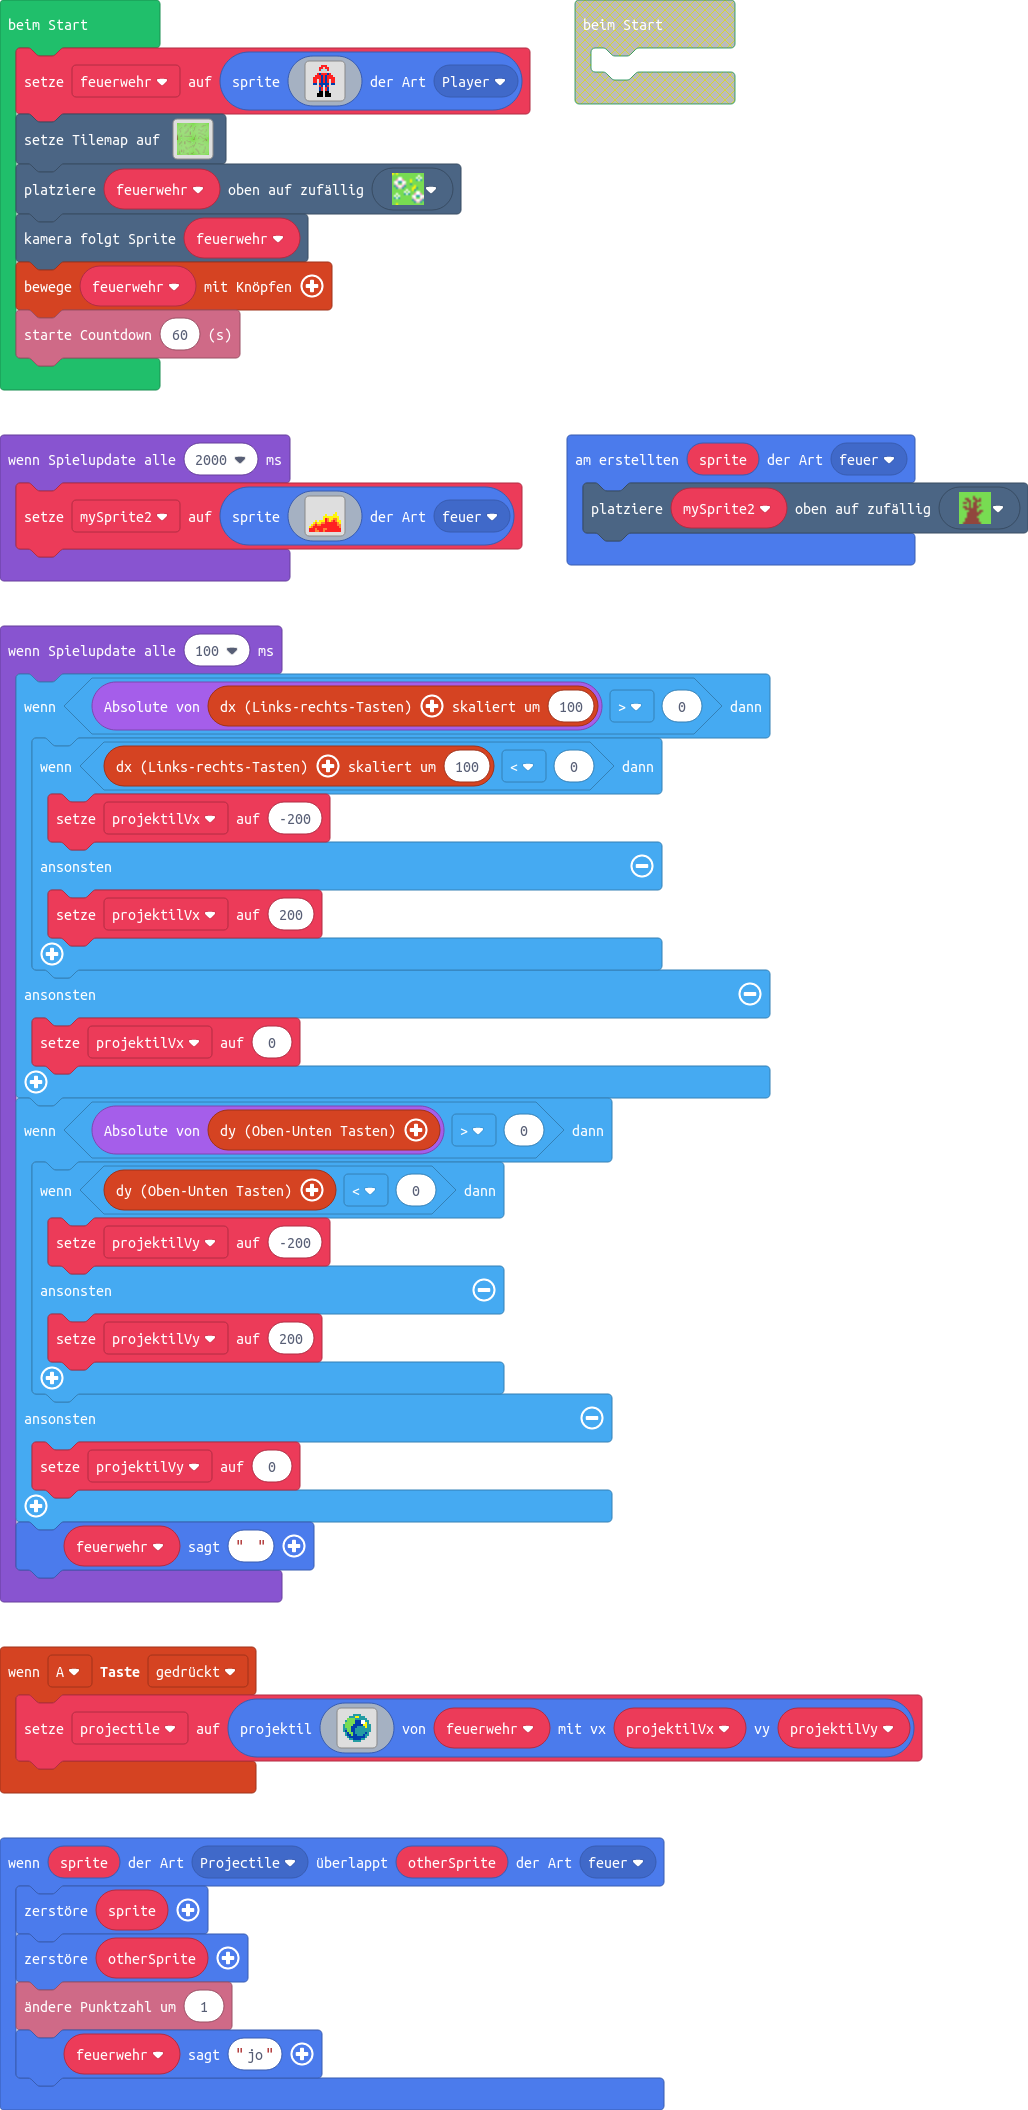 beim Start
beim Start
setze feuerwehr auf sprite der Art Player
setze Tilemap auf
platziere feuerwehr oben auf zufällig
kamera folgt Sprite feuerwehr
bewege feuerwehr mit Knöpfen
starte Countdown 60 (s)
wenn Spielupdate alle 2000 ms
setze mySprite2 auf sprite der Art feuer
am erstellten sprite der Art feuer
platziere mySprite2 oben auf zufällig
wenn Spielupdate alle 100 ms
wenn Absolute von dx (Links-rechts-Tasten) skaliert um 100 > 0 dann
wenn dx (Links-rechts-Tasten) skaliert um 100 < 0 dann
setze projektilVx auf -200
ansonsten
setze projektilVx auf 200
ansonsten
setze projektilVx auf 0
wenn Absolute von dy (Oben-Unten Tasten) > 0 dann
wenn dy (Oben-Unten Tasten) < 0 dann
setze projektilVy auf -200
ansonsten
setze projektilVy auf 200
ansonsten
setze projektilVy auf 0
feuerwehr sagt " "
wenn A Taste gedrückt
setze projectile auf projektil von feuerwehr mit vx projektilVx vy projektilVy
wenn sprite der Art Projectile überlappt otherSprite der Art feuer
zerstöre sprite
zerstöre otherSprite
ändere Punktzahl um 1
feuerwehr sagt "jo"